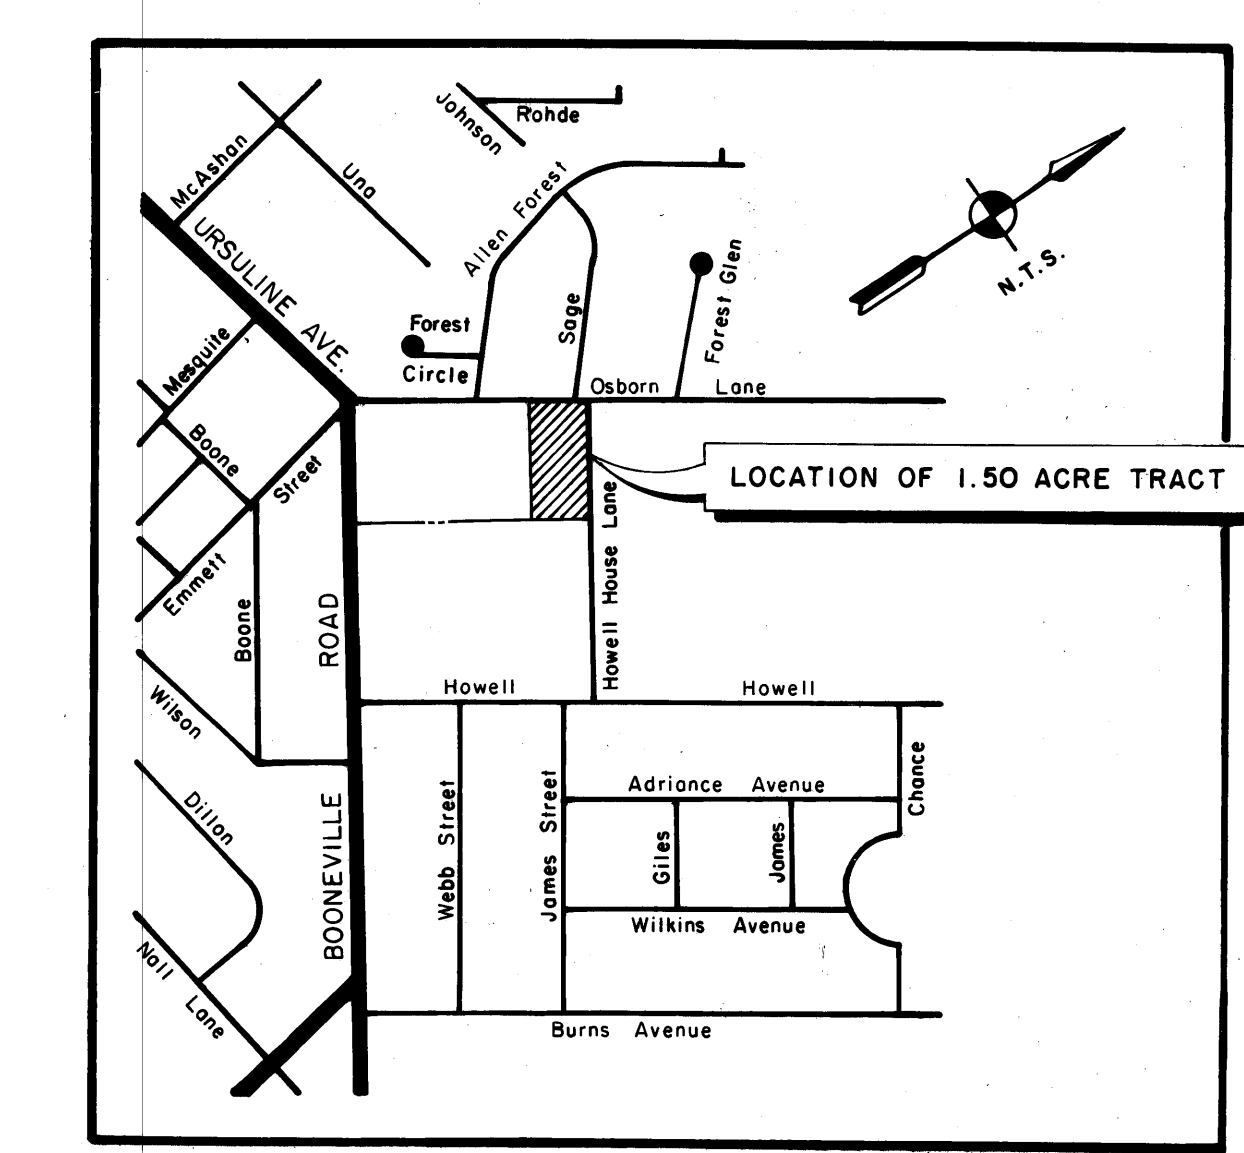 Johnson
Rohde
McAshan
Una
Allen Forest
URSULINE AVE.
N.T.S.
Forest Glen
Sage
Forest
Circle
Mesquite
Osborn Lane
Boone
Street
LOCATION OF 1.50 ACRE TRACT
Howell House Lane
Emmett
Boone
ROAD
Wilson
Howell
Howell
Chance
Adriance Avenue
Dillon
BOONEVILLE
Webb Street
James Street
Giles
James
Wilkins Avenue
Nall Lane
Burns Avenue